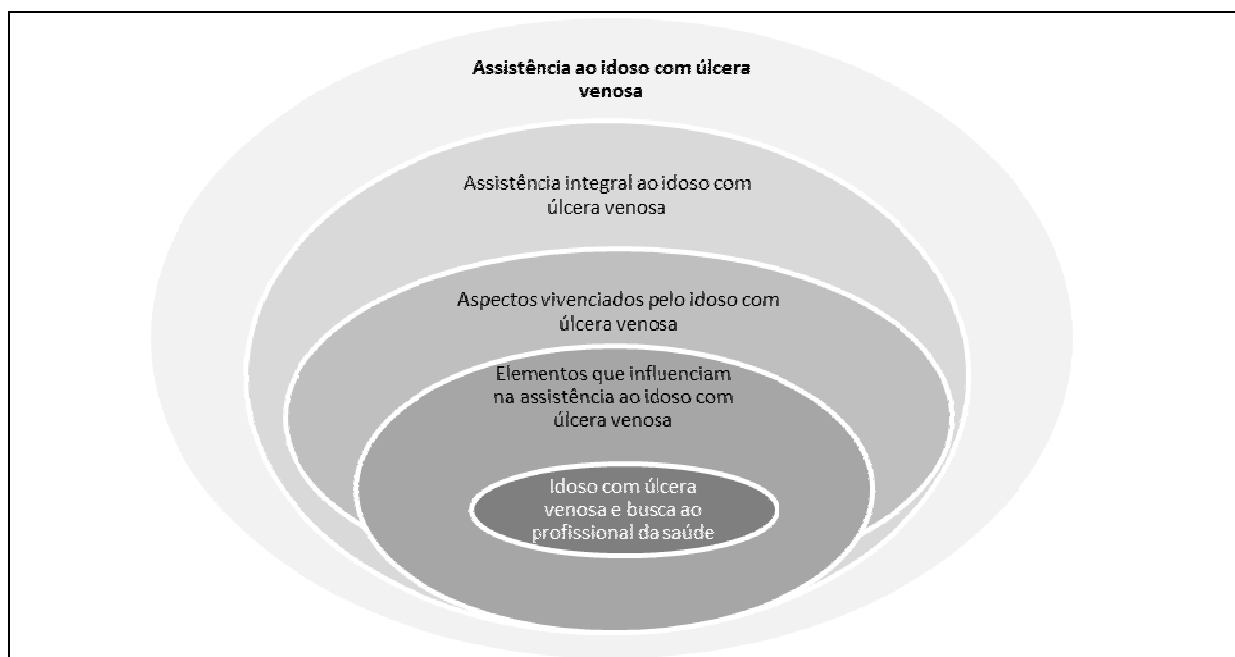 Assistência ao idoso com úlcera
venosa
Assistência integral ao idoso com
úlcera venosa
Aspectos vivenciados pelo idoso com
úlcera venosa
Elementos que influenciam
na assistência ao idoso com
úlcera venosa
Idoso com úlcera
venosa e busca ao
profissional da saúde